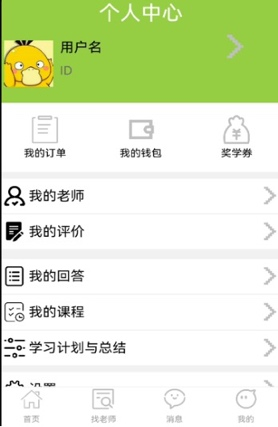 个人中心
用户名
ID
我的订单 我的钱包 奖学券
我的老师
我的评价
我的回答
我的课程
学习计划与总结
设置
首页 找老师 消息 我的